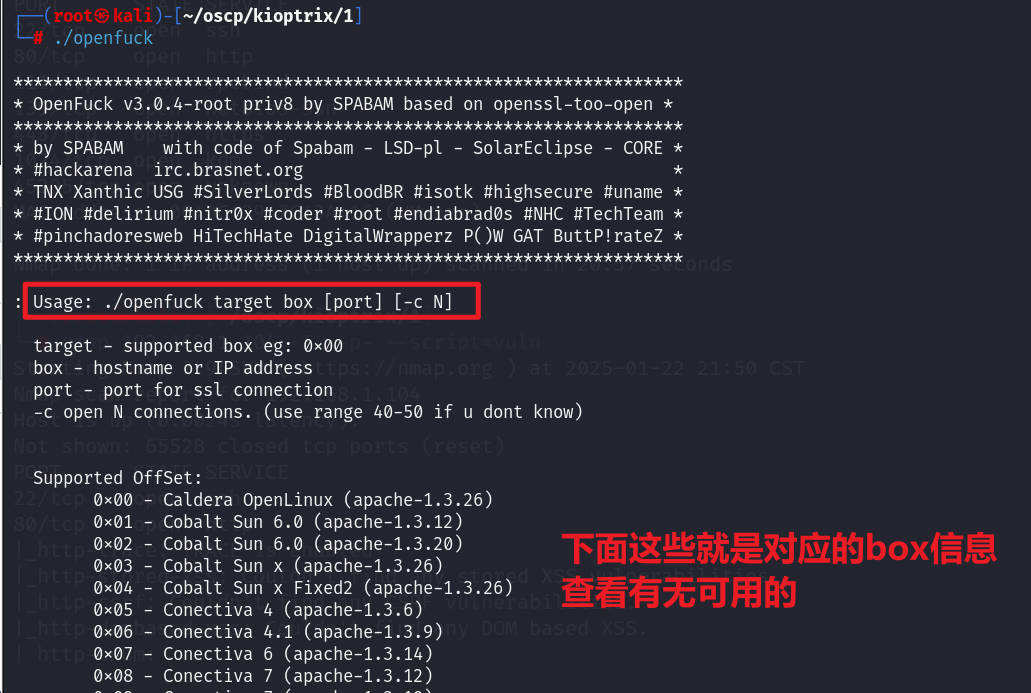 ┌──(root㉿kali)-[~/oscp/kioptrix/1]
└─# ./openfuck
*******************************************************************
* OpenFuck v3.0.4-root priv8 by SPABAM based on openssl-too-open *
*******************************************************************
* by SPABAM    with code of Spabam - LSD-pl - SolarEclipse - CORE *
* #hackarena  irc.brasnet.org                                     *
* TNX Xanthic USG #SilverLords #BloodBR #isotk #highsecure #uname *
* #ION #delirium #nitr0x #coder #root #endiabrad0s #NHC #TechTeam *
* #pinchadoresweb HiTechHate DigitalWrapperz P()W GAT ButtP!rateZ *
*******************************************************************
: Usage: ./openfuck target box [port] [-c N]
target - supported box eg: 0x00
box - hostname or IP address
port - port for ssl connection
-c open N connections. (use range 40-50 if u dont know)
Supported OffSet:
0x00 - Caldera OpenLinux (apache-1.3.26)
0x01 - Cobalt Sun 6.0 (apache-1.3.12)
0x02 - Cobalt Sun 6.0 (apache-1.3.20)
0x03 - Cobalt Sun x (apache-1.3.26)
0x04 - Cobalt Sun x Fixed2 (apache-1.3.26)
0x05 - Conectiva 4 (apache-1.3.6)
0x06 - Conectiva 4.1 (apache-1.3.9)
0x07 - Conectiva 6 (apache-1.3.14)
0x08 - Conectiva 7 (apache-1.3.12)
下面这些就是对应的box信息
查看有无可用的